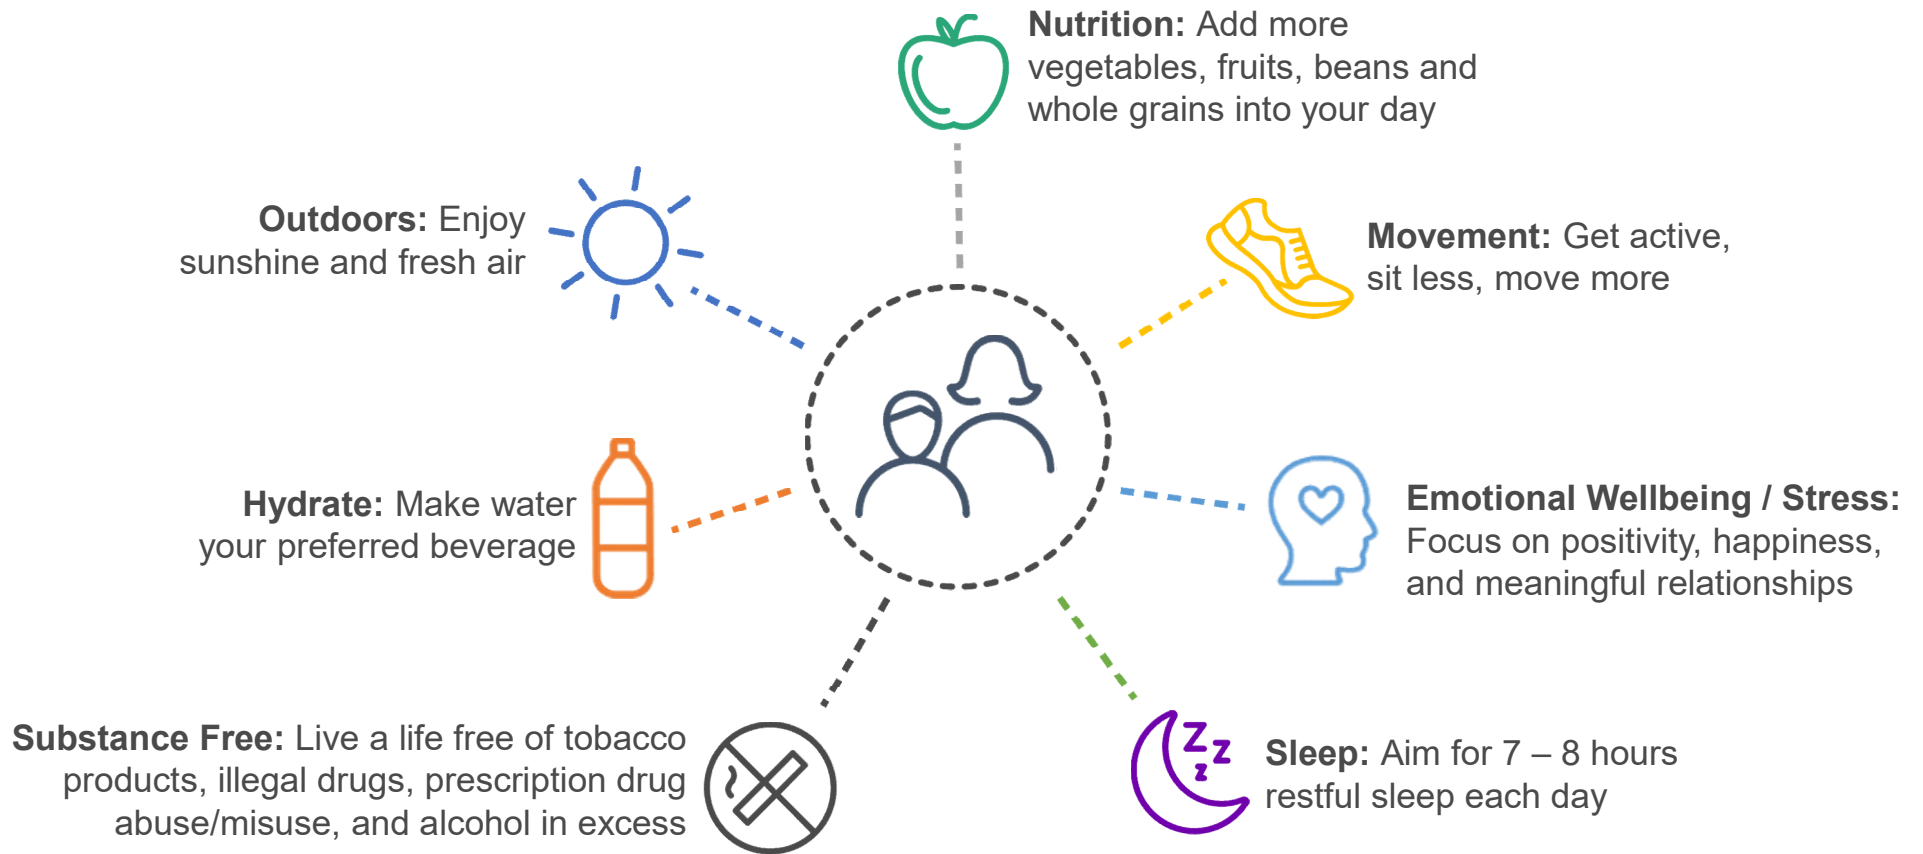 Nutrition: Add more
vegetables, fruits, beans and
whole grains into your day
Movement: Get active,
sit less, move more
Emotional Wellbeing / Stress:
Focus on positivity, happiness,
and meaningful relationships
Sleep: Aim for 7 – 8 hours
restful sleep each day
Substance Free: Live a life free of tobacco
products, illegal drugs, prescription drug
abuse/misuse, and alcohol in excess
Hydrate: Make water
your preferred beverage
Outdoors: Enjoy
sunshine and fresh air
Z
Z
Z